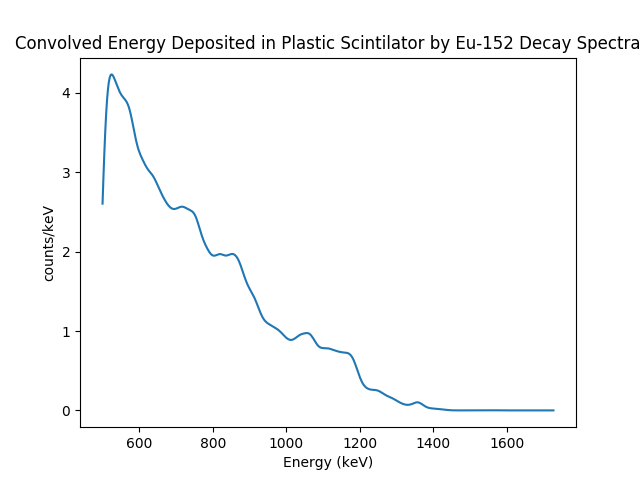 Convolved Energy Deposited in Plastic Scintilator by Eu-152 Decay Spectra
counts/keV
4
3
2
1
0
600 800 1000 1200 1400 1600
Energy (keV)